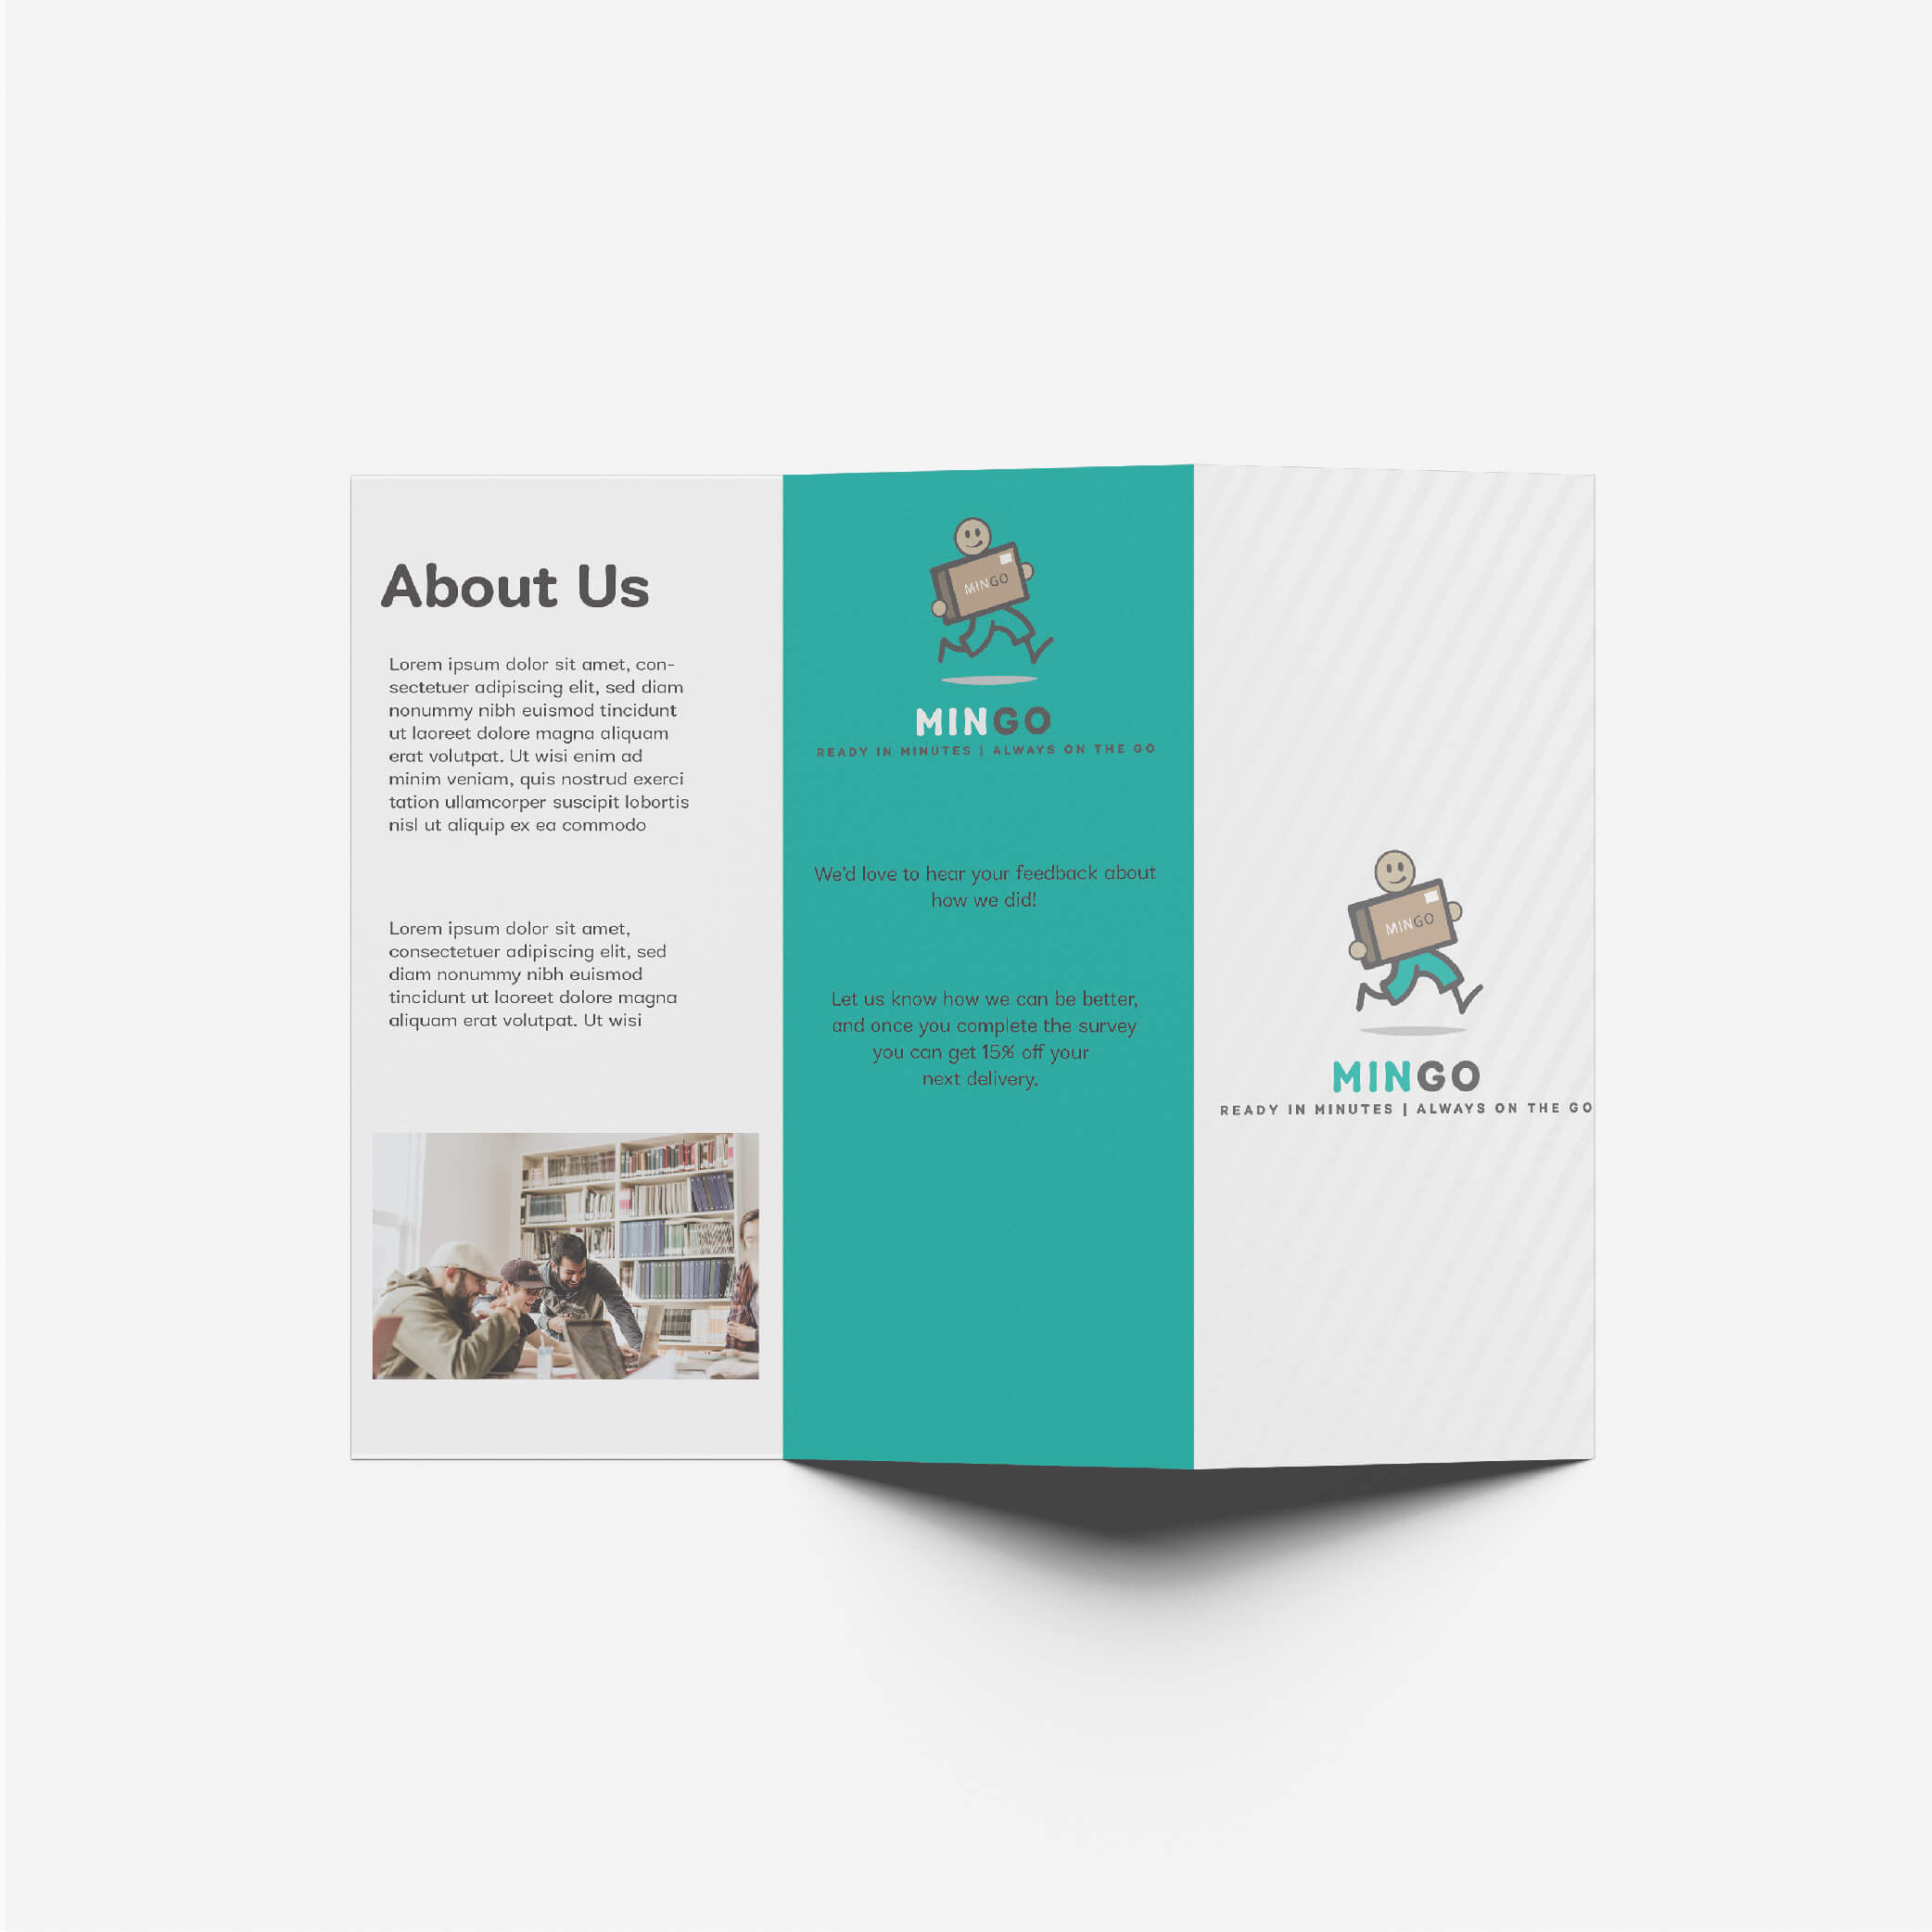 About Us
Lorem ipsum dolor sit amet, con-
sectetuer adipiscing elit, sed diam
nonummy nibh euismod tincidunt
ut laoreet dolore magna aliquam
erat volutpat. Ut wisi enim ad
minim veniam, quis nostrud exerci
tation ullamcorper suscipit lobortis
nisl ut aliquip ex ea commodo
Lorem ipsum dolor sit amet,
consectetuer adipiscing elit, sed
diam nonummy nibh euismod
tincidunt ut laoreet dolore magna
aliquam erat volutpat. Ut wisi
MINGO
MINGO
READY IN MINUTES | ALWAYS ON THE GO
We'd love to hear your feedback about
how we did!
Let us know how we can be better,
and once you complete the survey
you can get 15% off your
next delivery.
MINGO
MINGO
READY IN MINUTES | ALWAYS ON THE GO